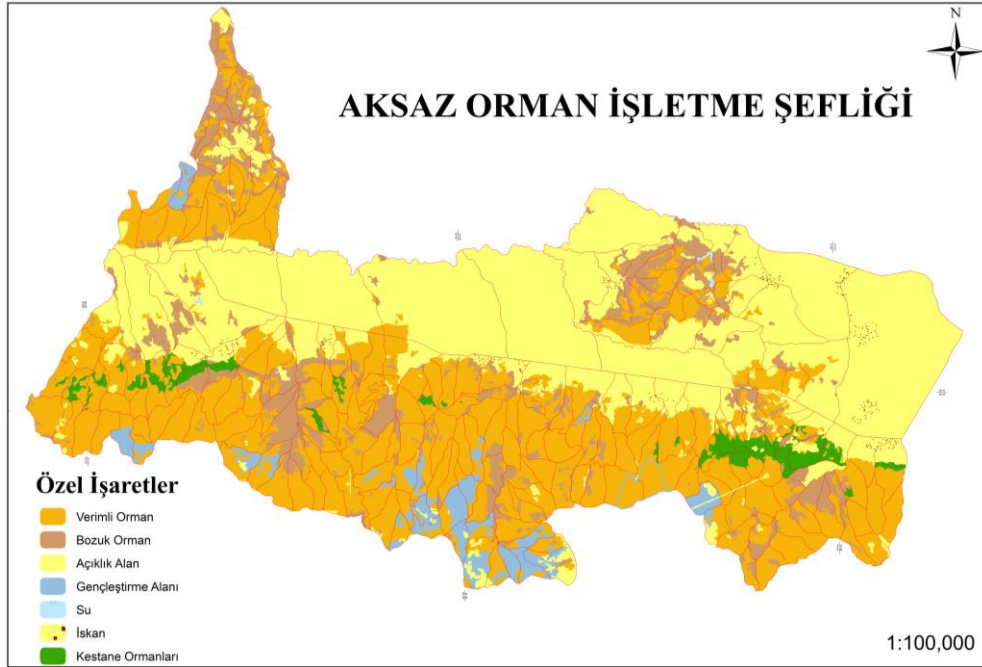 N
AKSAZ ORMAN İŞLETME ŞEFLİĞİ
Özel İşaretler
Verimli Orman
Bozuk Orman
Açıklık Alan
Gençleştirme Alanı
Su
İskan
Kestane Ormanları
1:100,000